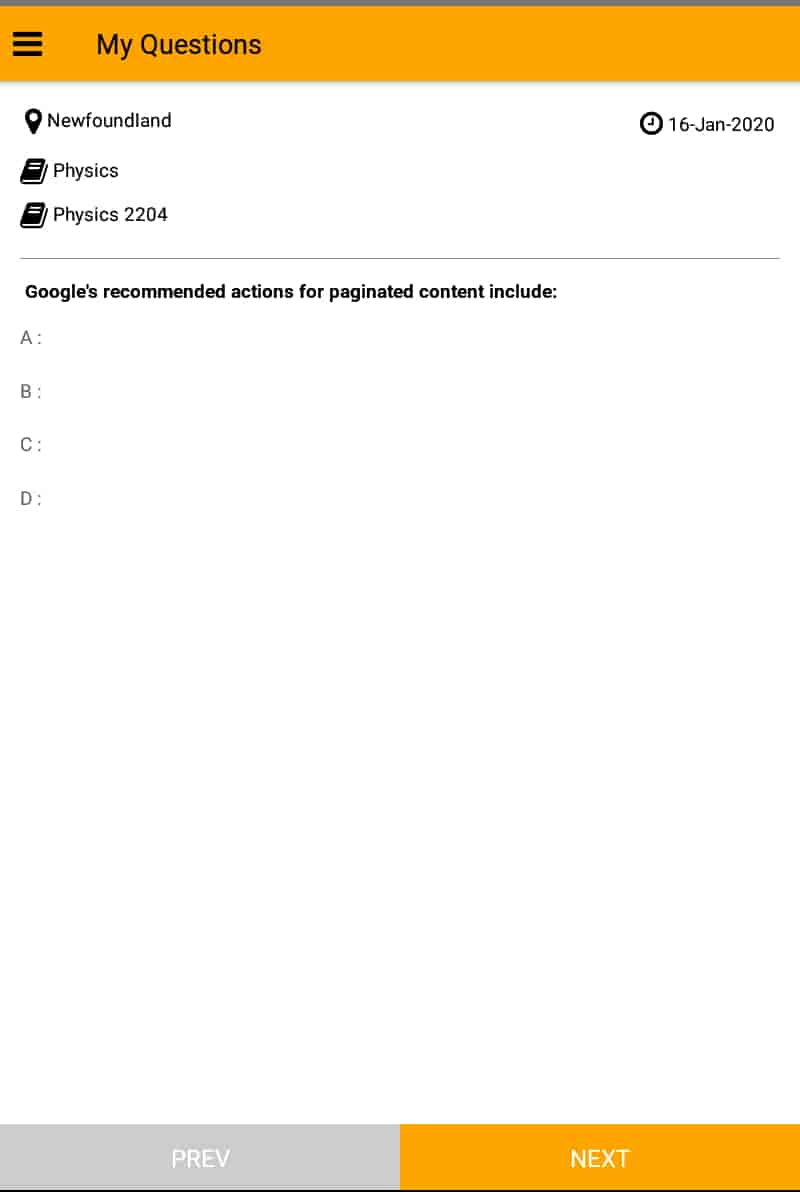 My Questions
Newfoundland
16-Jan-2020
Physics
Physics 2204
Google's recommended actions for paginated content include:
A :
B :
C :
D :
PREV
NEXT